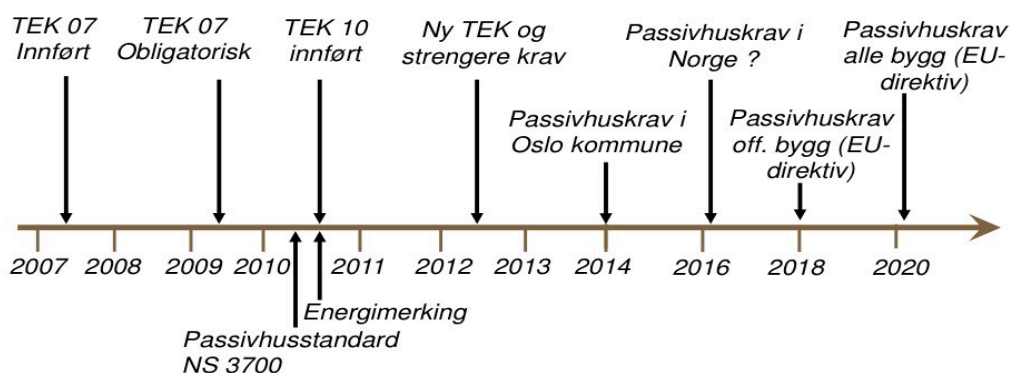 TEK 07
Innført
TEK 07
Obligatorisk
TEK 10
innført
Ny TEK og
strengere krav
Passivhuskrav i
Norge ?
Passivhuskrav
alle bygg (EU-
direktiv)
Passivhuskrav i
Oslo kommune
Passivhuskrav
off. bygg (EU-
direktiv)
2007 2008 2009 2010 2011 2012 2013 2014 2016 2018 2020
Energimerking
Passivhusstandard
NS 3700